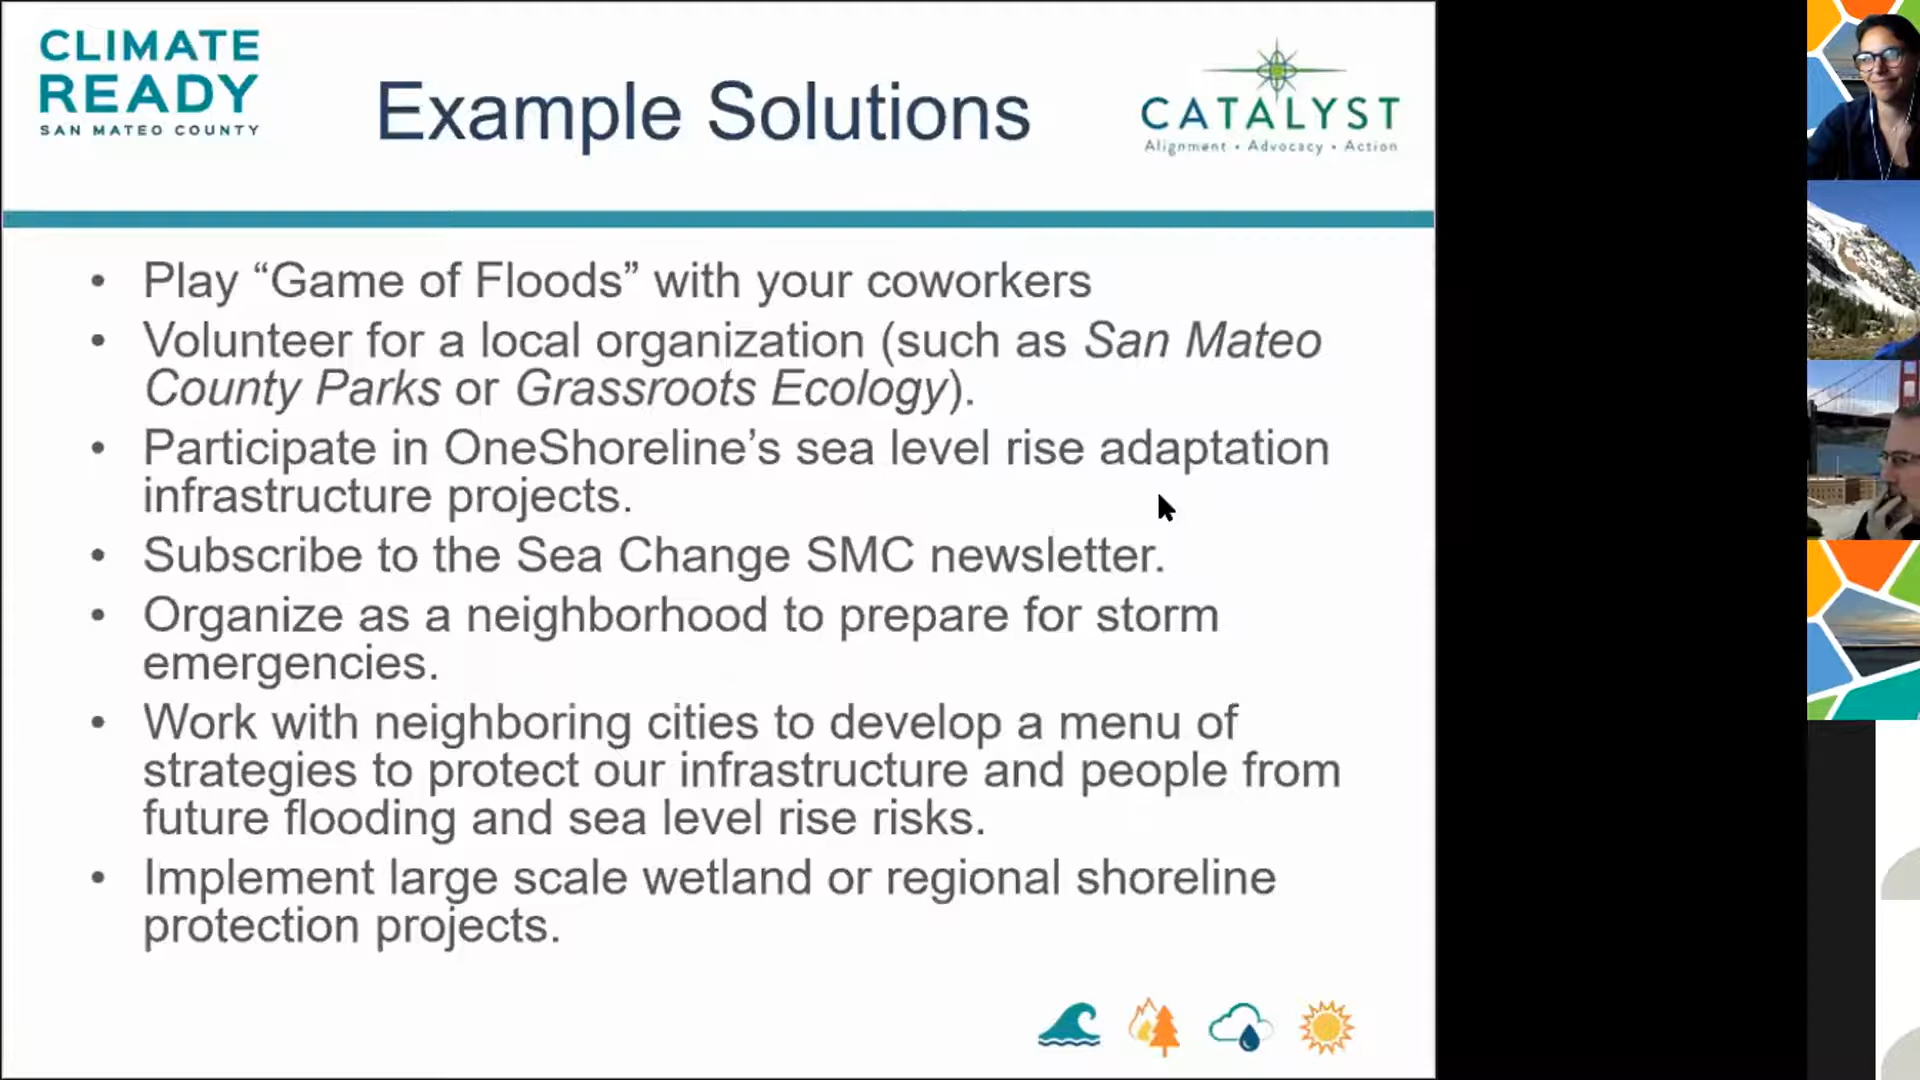 CLIMATE
READY
SAN MATEO COUNTY
Example Solutions
CATALYST
Alignment • Advocacy • Action
• Play “Game of Floods” with your coworkers
• Volunteer for a local organization (such as San Mateo
County Parks or Grassroots Ecology).
• Participate in OneShoreline’s sea level rise adaptation
infrastructure projects.
• Subscribe to the Sea Change SMC newsletter.
• Organize as a neighborhood to prepare for storm
emergencies.
• Work with neighboring cities to develop a menu of
strategies to protect our infrastructure and people from
future flooding and sea level rise risks.
• Implement large scale wetland or regional shoreline
protection projects.